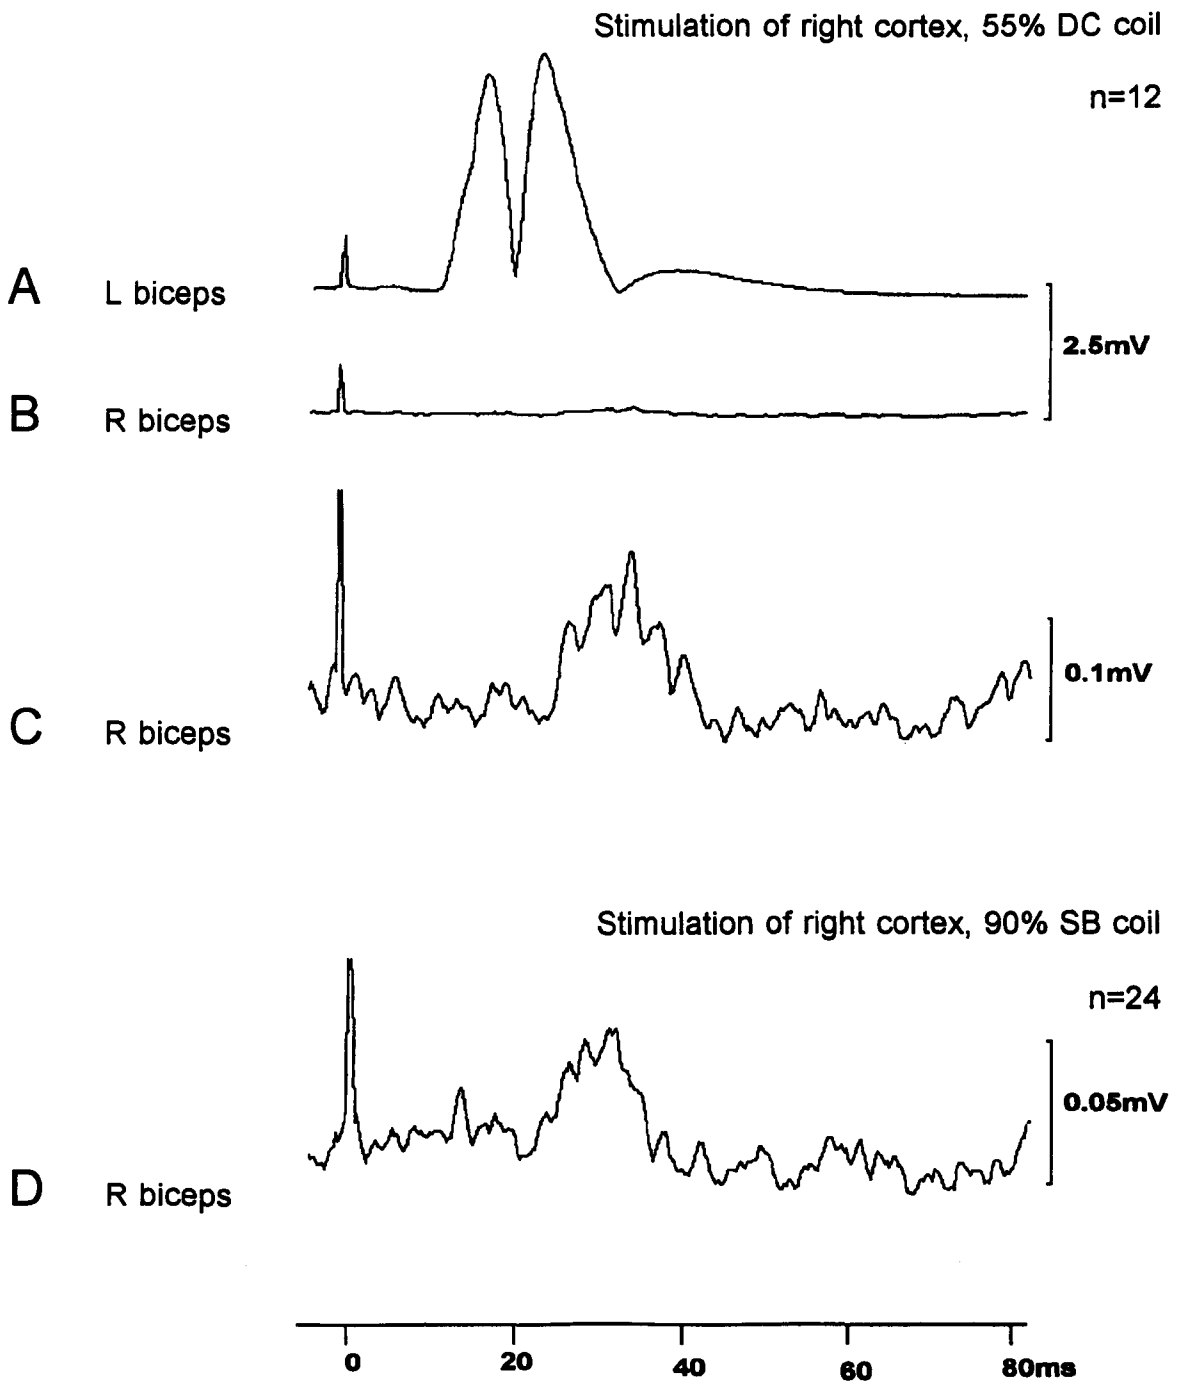 Stimulation of right cortex, 55% DC coil
n=12
A L biceps
2.5mV
B R biceps
0.1mV
C R biceps
Stimulation of right cortex, 90% SB coil
n=24
0.05mV
D R biceps
0 20 40 60 80ms